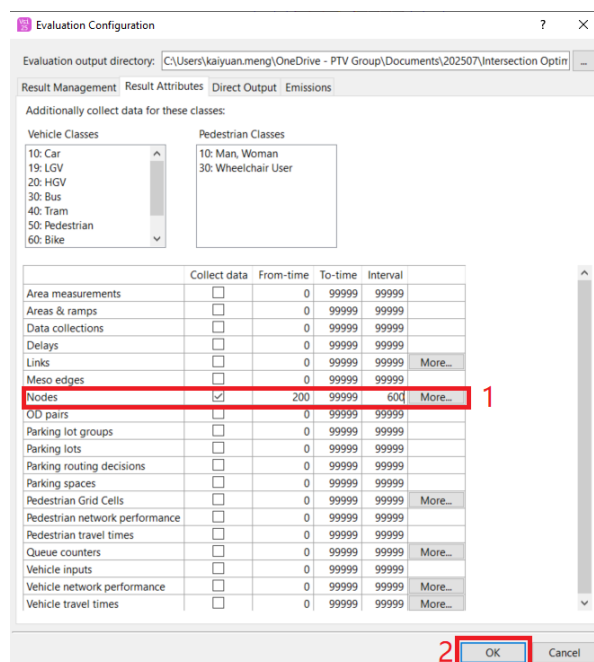 Evaluation Configuration ? ×
Evaluation output directory: C:\Users\kaiyuan.meng\OneDrive - PTV Group\Documents\202507\Intersection Optim ...
Result Management Result Attributes Direct Output Emissions
Additionally collect data for these classes:
Vehicle Classes Pedestrian Classes
10: Car 10: Man, Woman
19: LGV 30: Wheelchair User
20: HGV
30: Bus
40: Tram
50: Pedestrian
60: Bike
Collect data From-time To-time Interval
Area measurements 0 99999 99999
Areas & ramps 0 99999 99999
Data collections 0 99999 99999
Delays 0 99999 99999
Links 0 99999 99999 More...
Meso edges 0 99999 99999
Nodes 200 99999 600 More... 1
OD pairs 0 99999 99999
Parking lot groups 0 99999 99999
Parking lots 0 99999 99999
Parking routing decisions 0 99999 99999
Parking spaces 0 99999 99999
Pedestrian Grid Cells 0 99999 99999 More...
Pedestrian network performance 0 99999 99999
Pedestrian travel times 0 99999 99999
Queue counters 0 99999 99999 More...
Vehicle inputs 0 99999 99999
Vehicle network performance 0 99999 99999 More...
Vehicle travel times 0 99999 99999 More...
2 OK Cancel